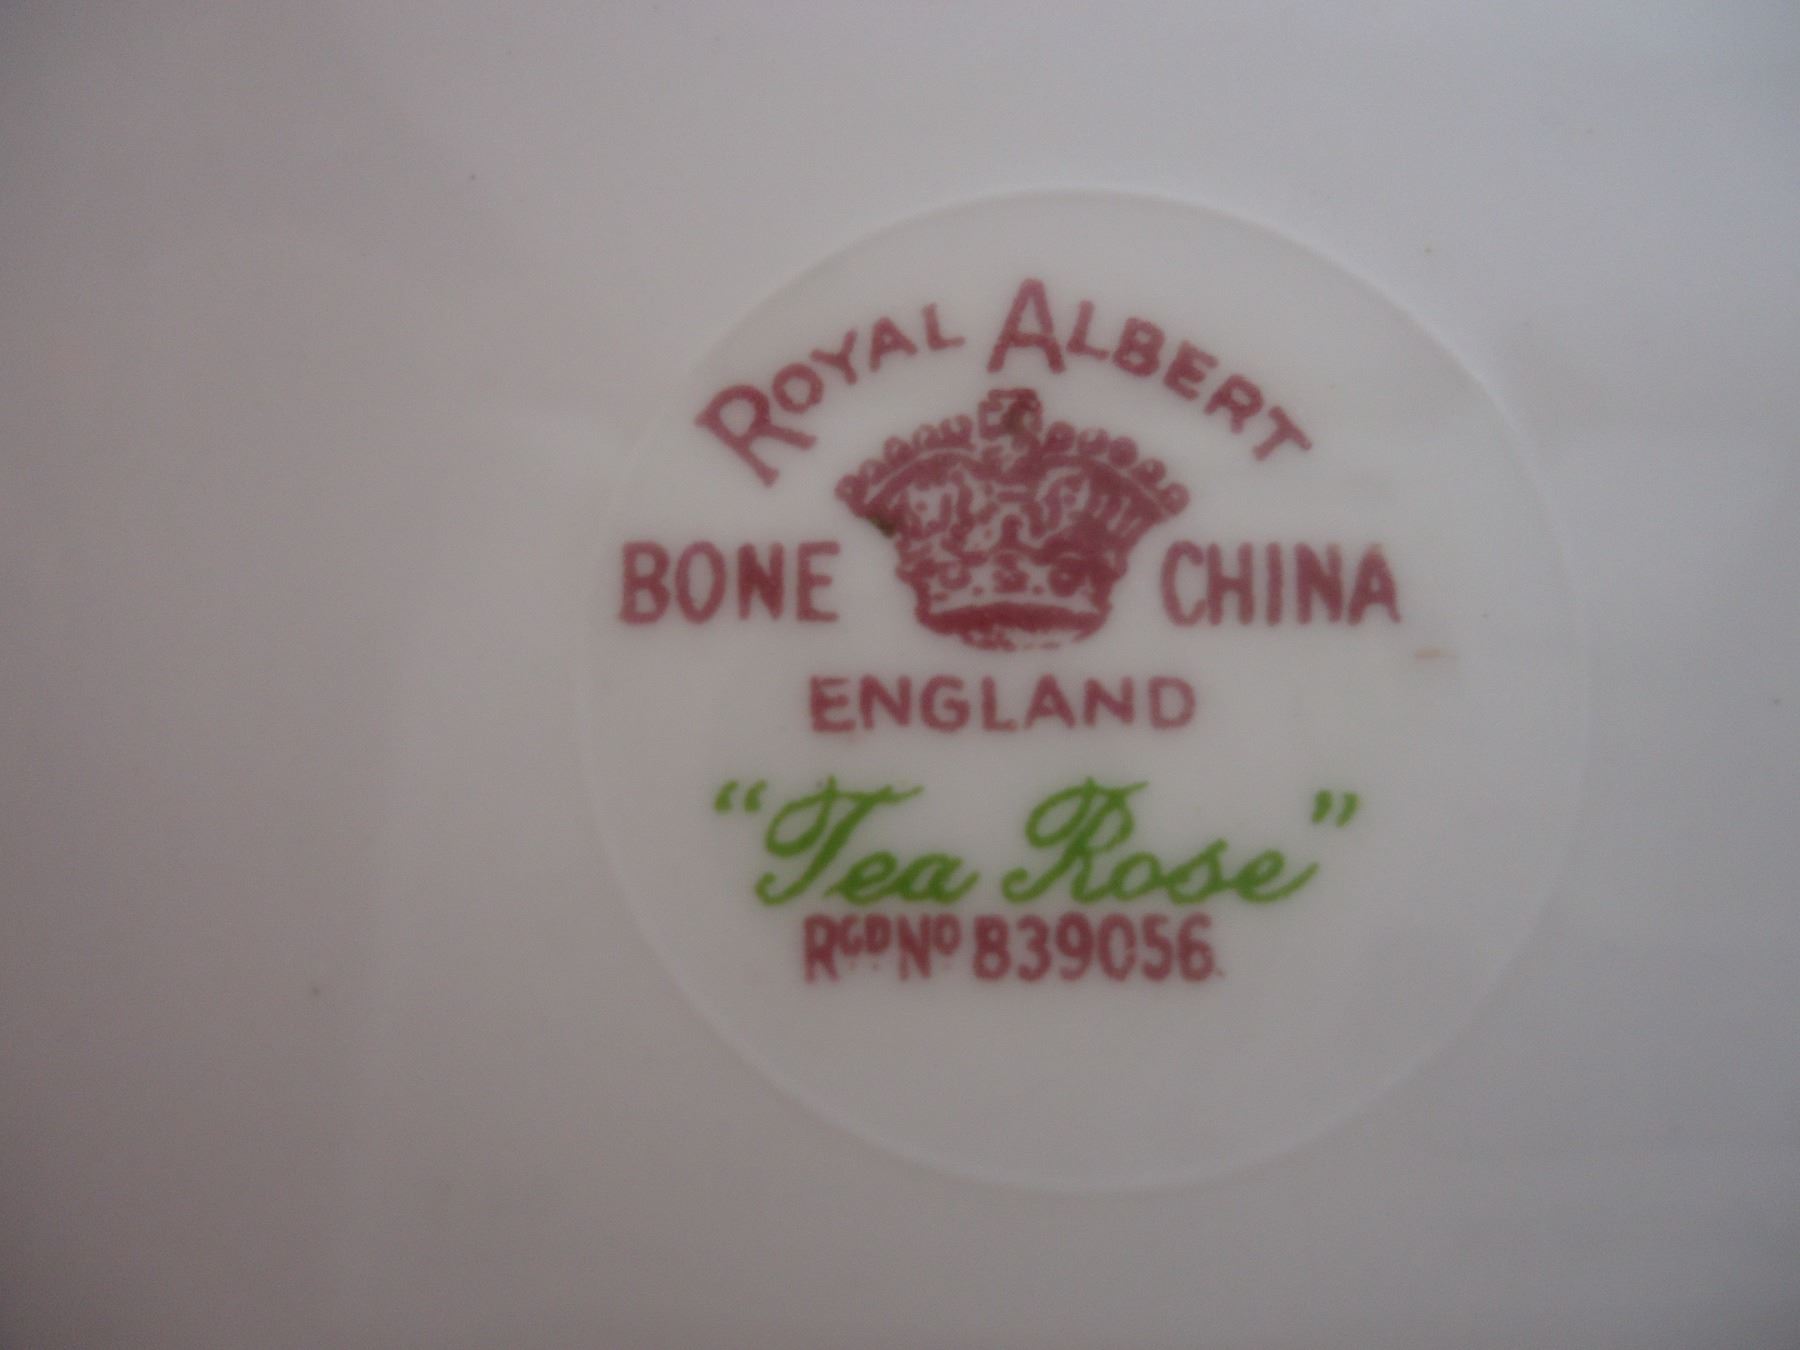 ROYAL ALBERT
BONE CHINA
ENGLAND
"Tea Rose"
RGD NO 839056.